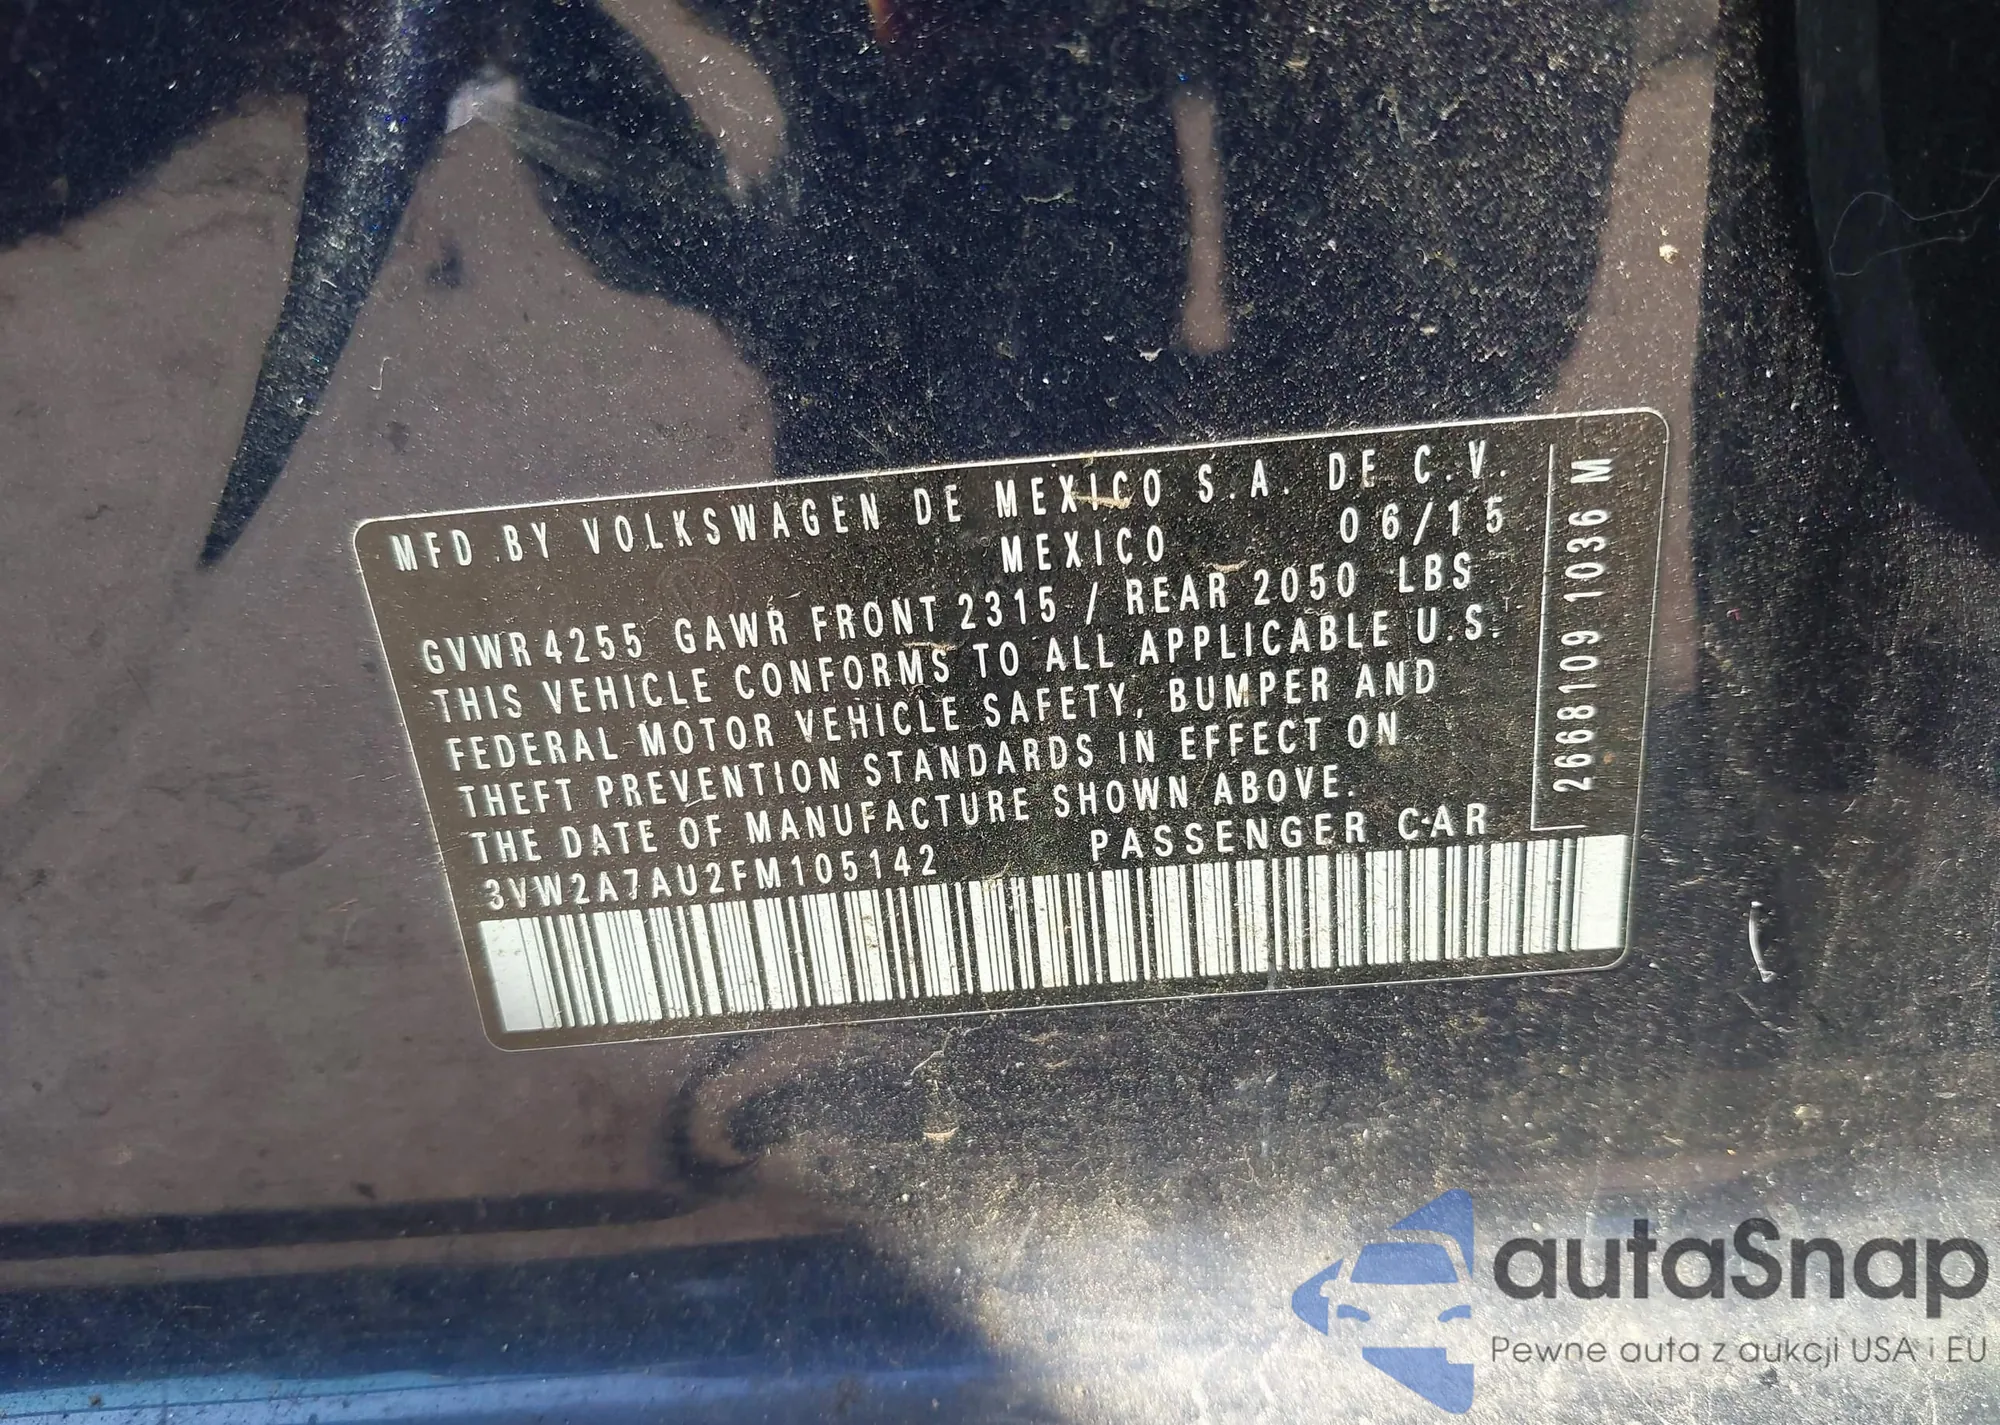 MFD.BY VOLKSWAGEN DE MEXICO S.A. DE C.V.
MEXICO 06/15
GVWR 4255 GAWR FRONT 2315 / REAR 2050 LBS
THIS VEHICLE CONFORMS TO ALL APPLICABLE U.S.
FEDERAL MOTOR VEHICLE SAFETY, BUMPER AND
THEFT PREVENTION STANDARDS IN EFFECT ON
THE DATE OF MANUFACTURE SHOWN ABOVE.
3VW2A7AU2FM105142 PASSENGER CAR
2668109 1036 M
autaSnap
Pewne auta z aukcji USA i EU